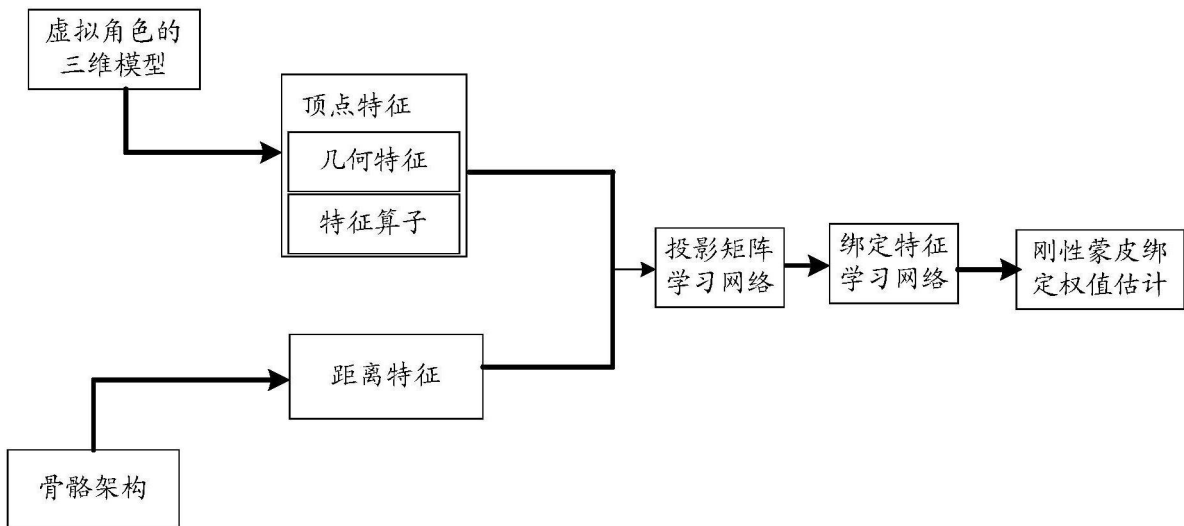 虚拟角色的
三维模型
顶点特征
几何特征
特征算子
投影矩阵
学习网络
绑定特征
学习网络
刚性蒙皮绑
定权值估计
距离特征
骨骼架构